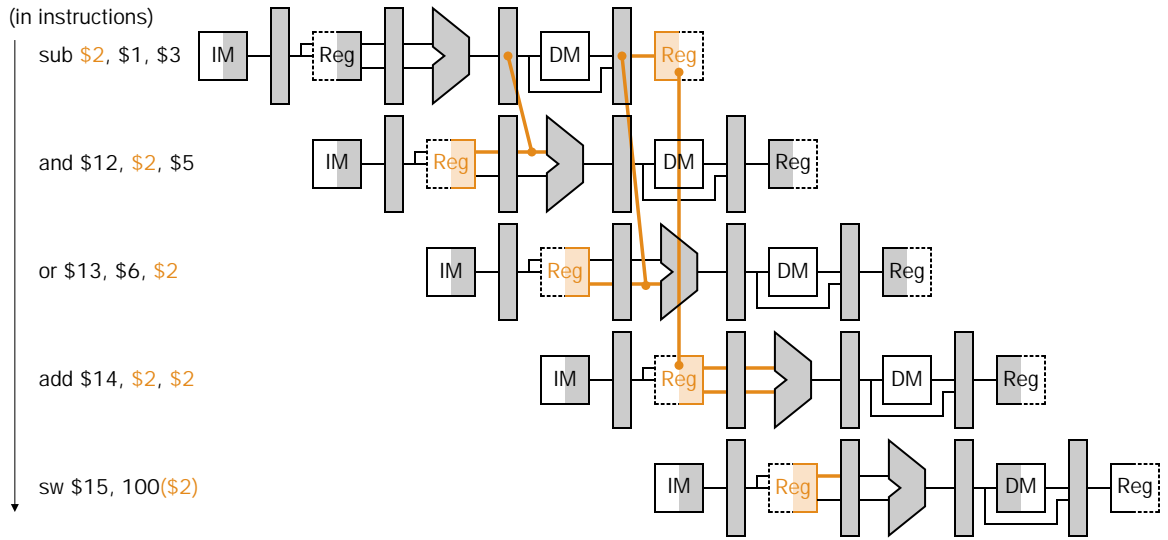 (in instructions)
sub $2, $1, $3
IM Reg DM Reg
and $12, $2, $5
IM Reg DM Reg
or $13, $6, $2
IM Reg DM Reg
add $14, $2, $2
IM Reg DM Reg
sw $15, 100($2)
IM Reg DM Reg